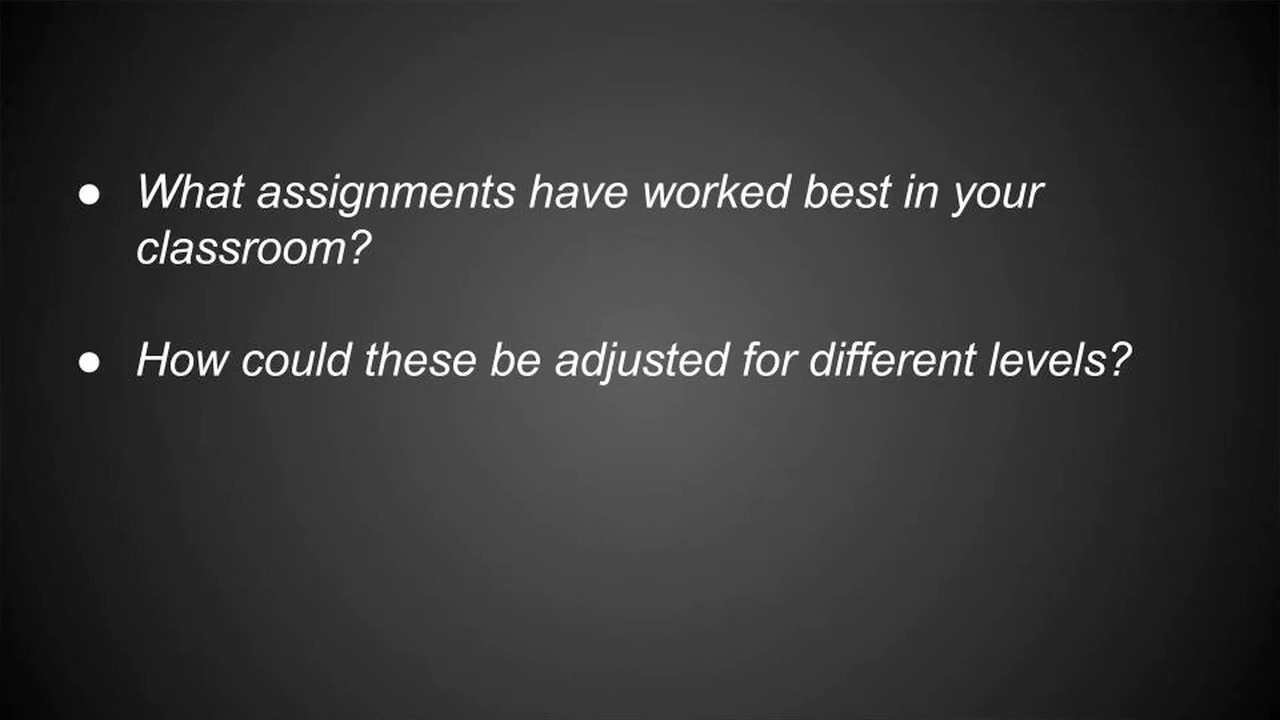 ● What assignments have worked best in your
classroom?
● How could these be adjusted for different levels?